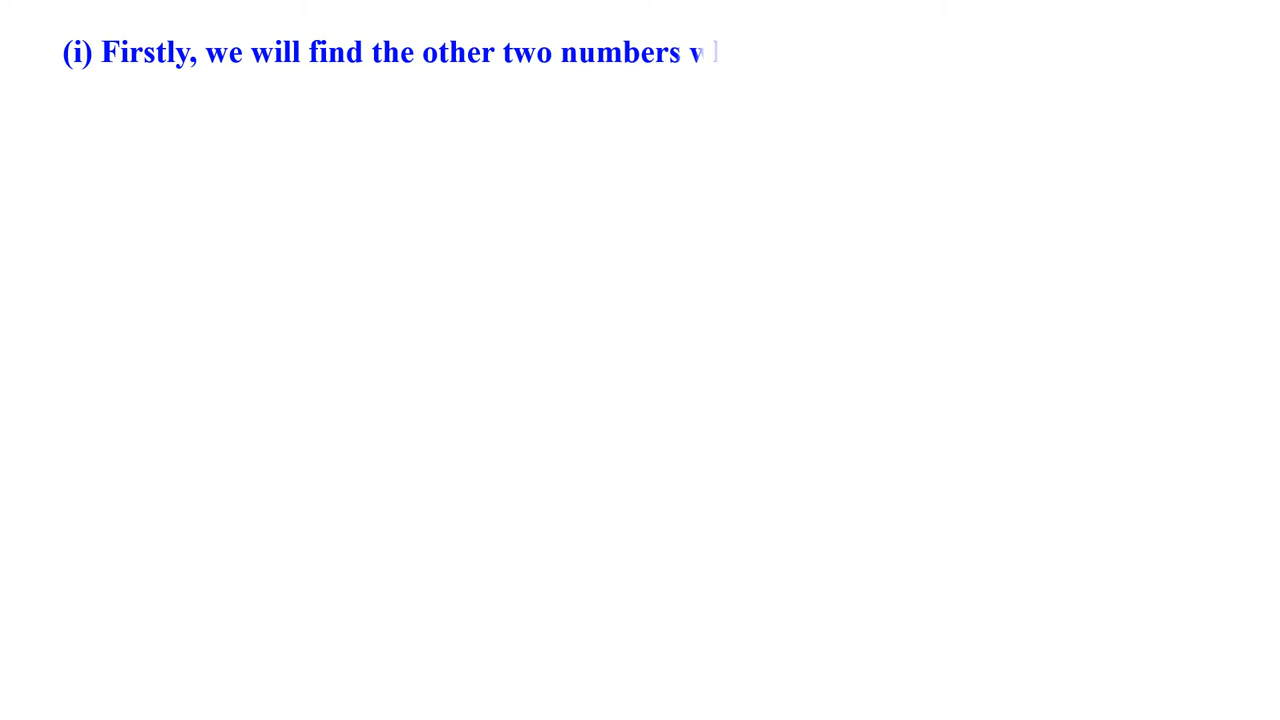 (i) Firstly, we will find the other two numbers